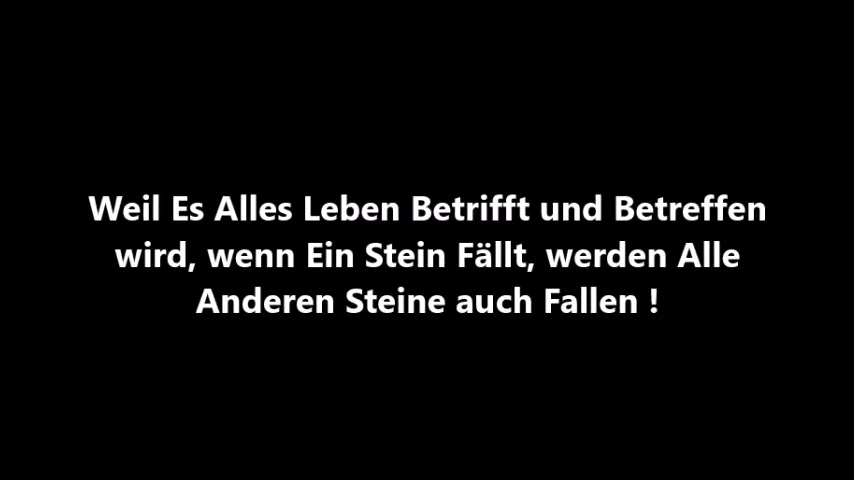 Weil Es Alles Leben Betrifft und Betreffen
wird, wenn Ein Stein Fällt, werden Alle
Anderen Steine auch Fallen !